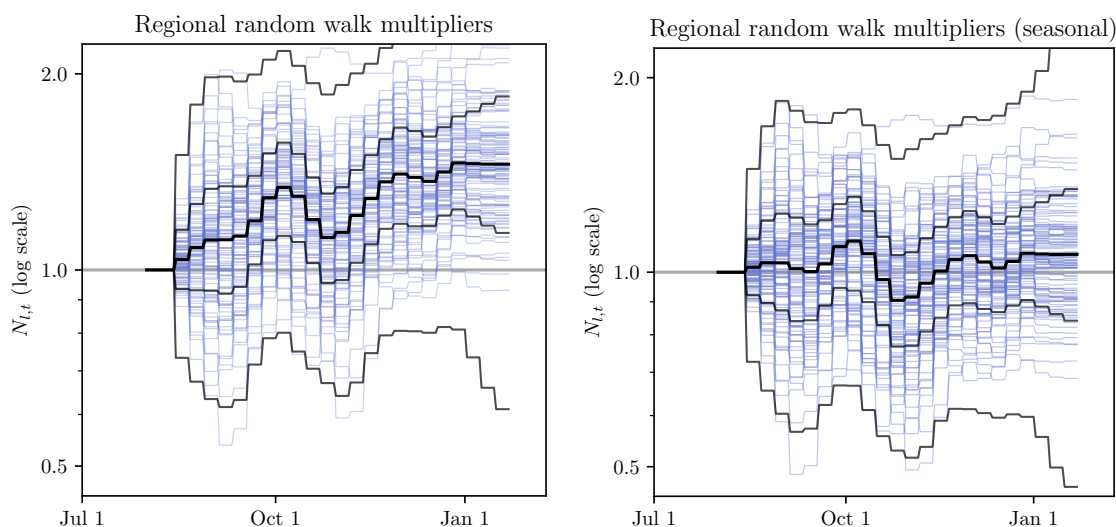 Regional random walk multipliers
N_{l,t} (log scale)
2.0
1.0
0.5
Jul 1
Oct 1
Jan 1
Regional random walk multipliers (seasonal)
N_{l,t} (log scale)
2.0
1.0
0.5
Jul 1
Oct 1
Jan 1